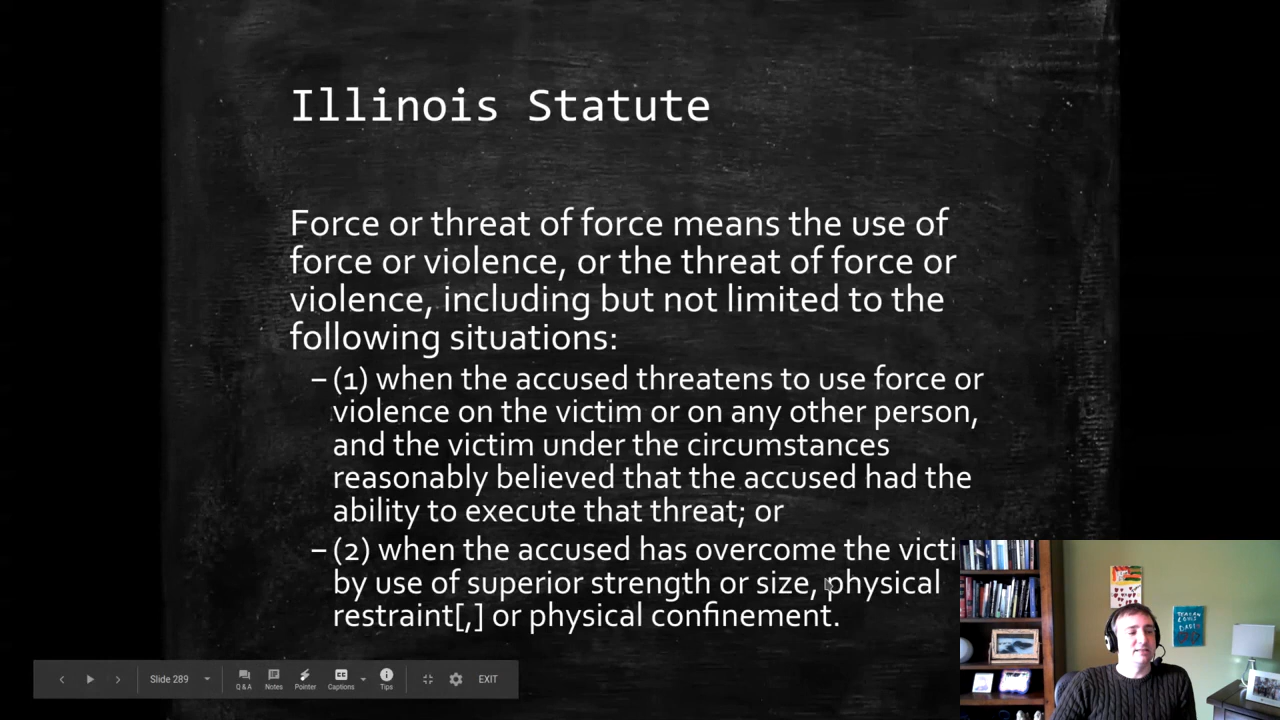 Illinois Statute
Force or threat of force means the use of
force or violence, or the threat of force or
violence, including but not limited to the
following situations:
– (1) when the accused threatens to use force or
violence on the victim or on any other person,
and the victim under the circumstances
reasonably believed that the accused had the
ability to execute that threat; or
– (2) when the accused has overcome the victi
by use of superior strength or size, physical
restraint[,] or physical confinement.
Slide 289
Q&A Notes Pointer Captions Tips
EXIT